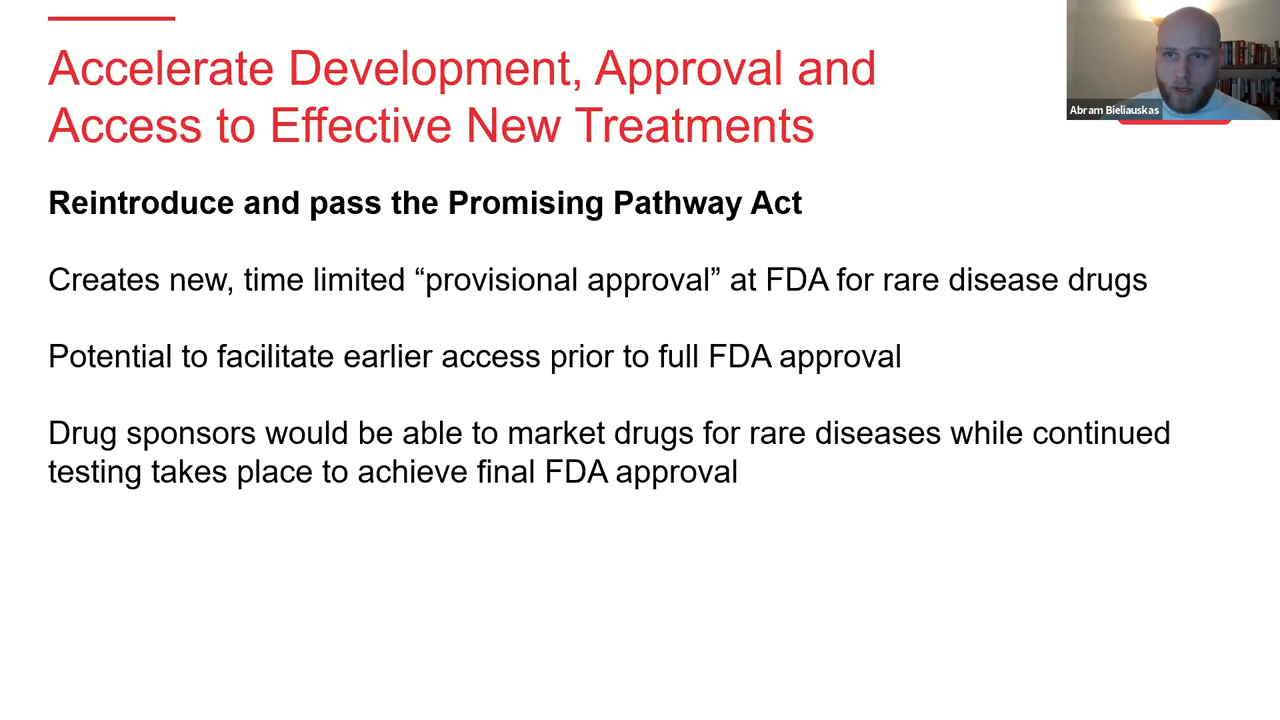 Accelerate Development, Approval and
Access to Effective New Treatments
Abram Bieliauskas
Reintroduce and pass the Promising Pathway Act
Creates new, time limited “provisional approval” at FDA for rare disease drugs
Potential to facilitate earlier access prior to full FDA approval
Drug sponsors would be able to market drugs for rare diseases while continued
testing takes place to achieve final FDA approval